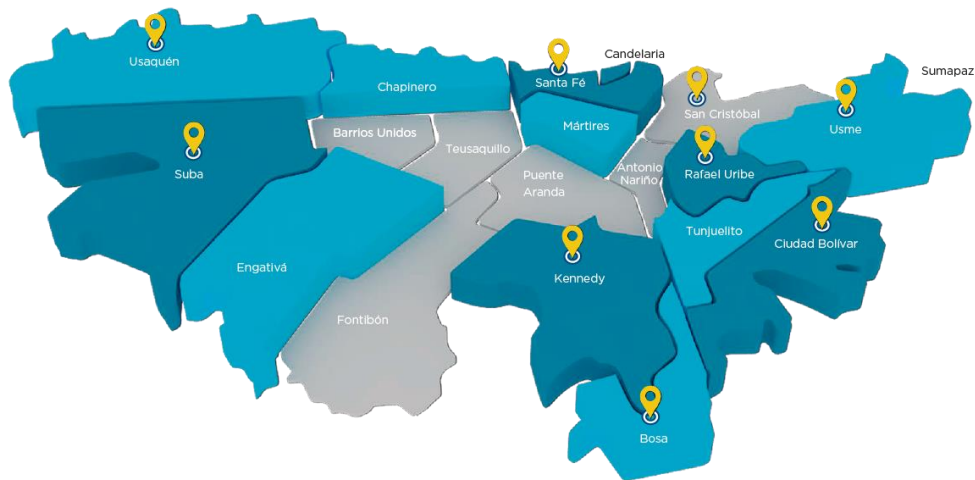 Candelaria
Usaquén
Sumapaz
Chapinero
Santa Fé
San Cristóbal
Usme
Mártires
Barrios Unidos
Teusaquillo
Suba
Puente
Aranda
Antonio
Nariño
Rafael Uribe
Tunjuelito
Ciudad Bolívar
Engativá
Kennedy
Fontibón
Bosa